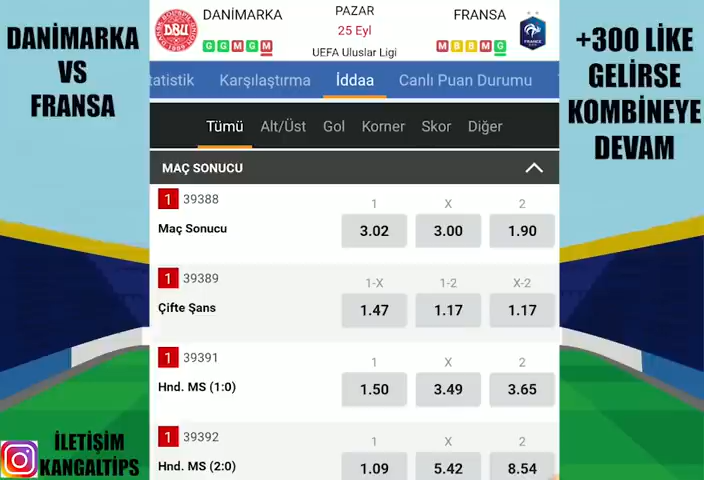 DANİMARKA
VS
FRANSA
DANİMARKA
G G M G M
PAZAR
25 Eyl
UEFA Uluslar Ligi
FRANSA
M B B M G
DBU
FRANCE
+300 LİKE
GELİRSE
KOMBİNEYE
DEVAM
tatistik Karşılaştırma İddaa Canlı Puan Durumu
Tümü Alt/Üst Gol Korner Skor Diğer
MAÇ SONUCU
1 39388 1 X 2
Maç Sonucu 3.02 3.00 1.90
1 39389 1-X 1-2 X-2
Çifte Şans 1.47 1.17 1.17
1 39391 1 X 2
Hnd. MS (1:0) 1.50 3.49 3.65
1 39392 1 X 2
Hnd. MS (2:0) 1.09 5.42 8.54
İLETİŞİM
KANGALTİPS